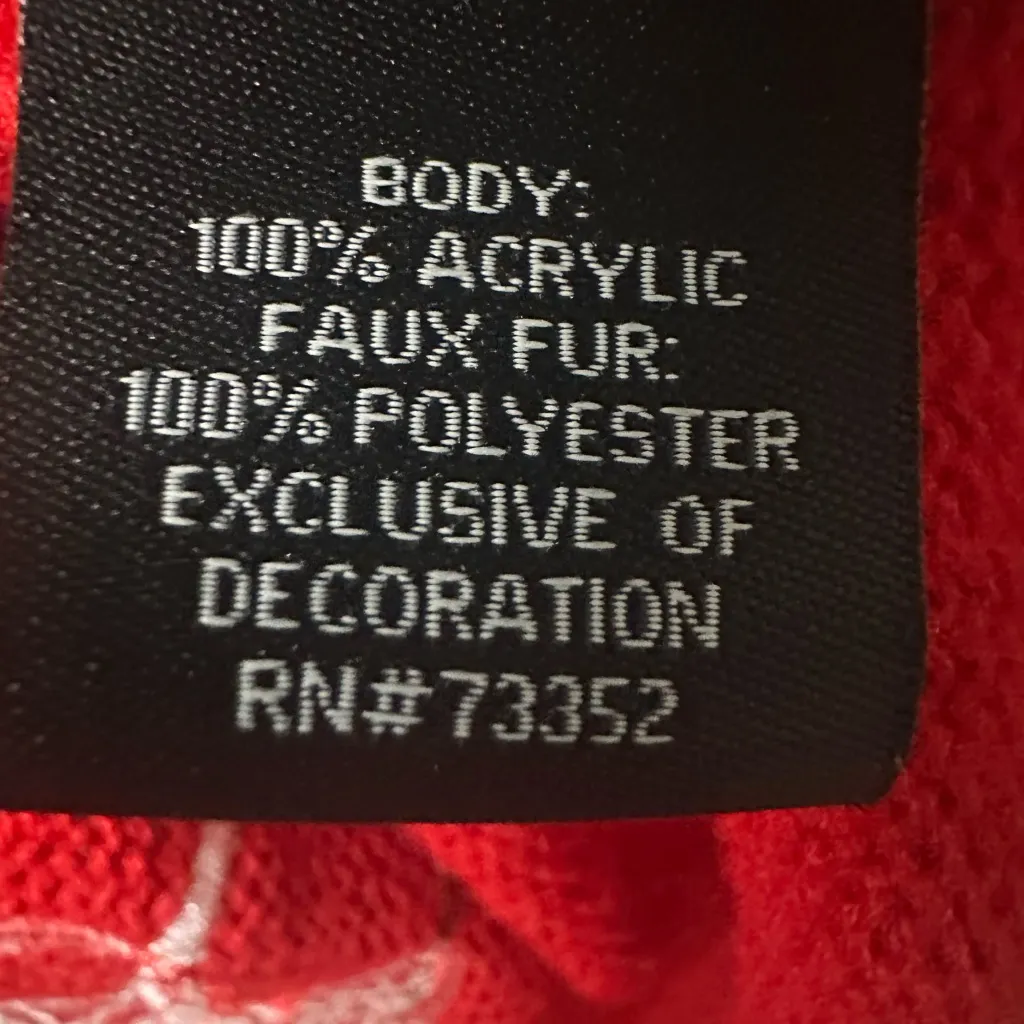 BODY:
100% ACRYLIC
FAUX FUR:
100% POLYESTER
EXCLUSIVE OF
DECORATION
RN#73352